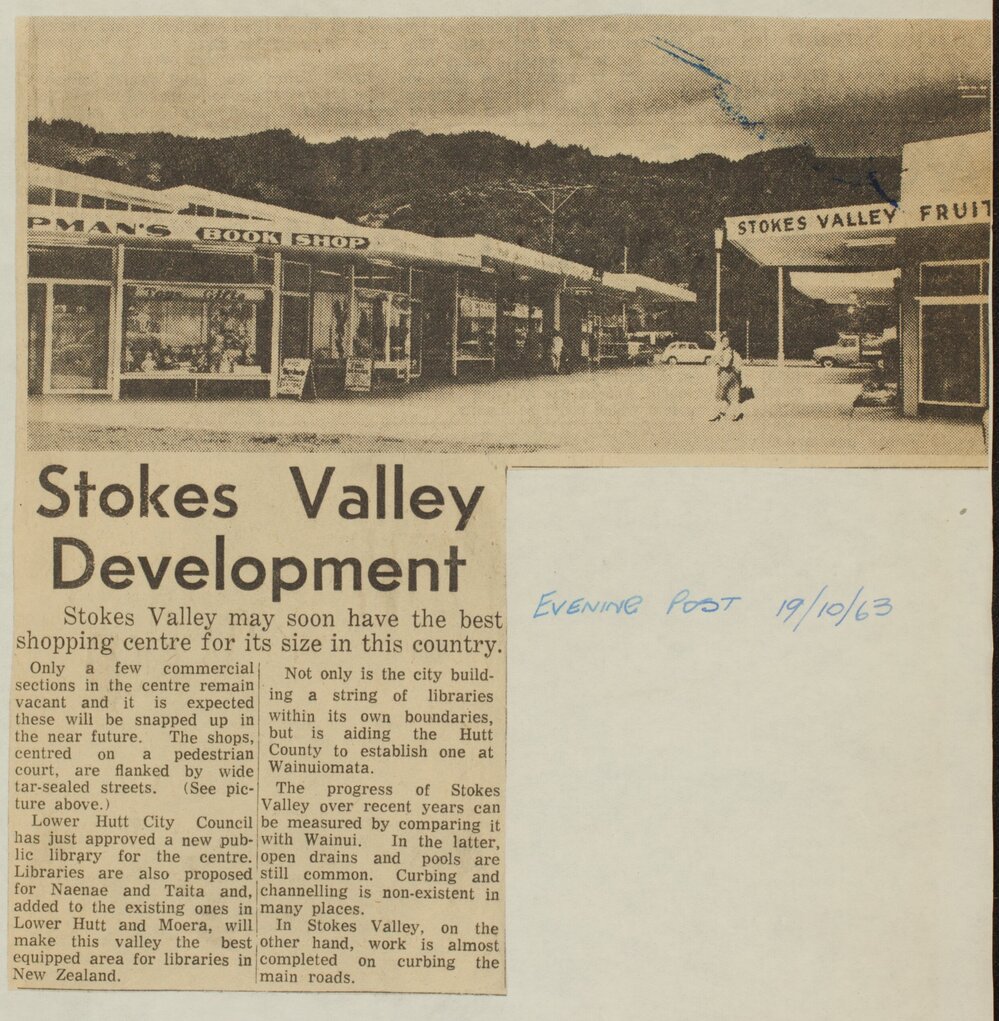 PMAN'S BOOK SHOP
STOKES VALLEY FRUIT
Stokes Valley
Development
Stokes Valley may soon have the best
shopping centre for its size in this country.
Only a few commercial
sections in the centre remain
vacant and it is expected
these will be snapped up in
the near future. The shops,
centred on a pedestrian
court, are flanked by wide
tar-sealed streets. (See pic-
ture above.)
Lower Hutt City Council
has just approved a new pub-
lic library for the centre.
Libraries are also proposed
for Naenae and Taita and,
added to the existing ones in
Lower Hutt and Moera, will
make this valley the best
equipped area for libraries in
New Zealand.
Not only is the city build-
ing a string of libraries
within its own boundaries,
but is aiding the Hutt
County to establish one at
Wainuiomata.
The progress of Stokes
Valley over recent years can
be measured by comparing it
with Wainui. In the latter,
open drains and pools are
still common. Curbing and
channelling is non-existent in
many places.
In Stokes Valley, on the
other hand, work is almost
completed on curbing the
main roads.
EVENING POST 19/10/63